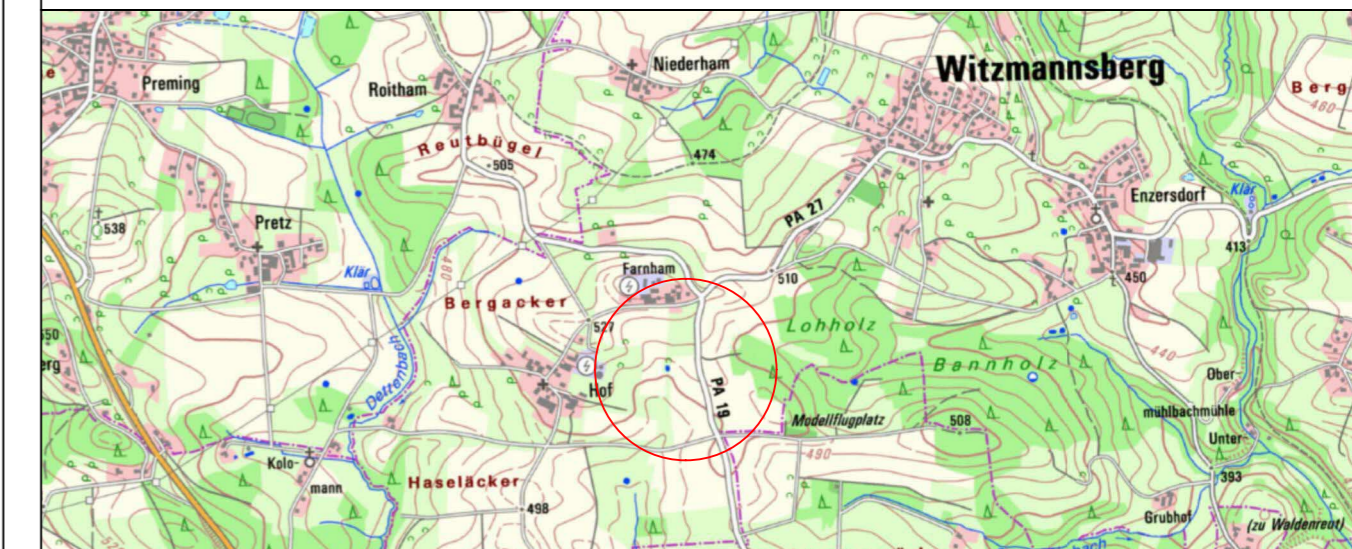 Witzmannsberg
Preming
Roitham
Niederham
Berg
480
Reutbügel
505
474
Enzersdorf
Klär
PA 27
538
Pretz
413
Klär
480
Farnham
510
450
Bergacker
527
Lohholz
550
erg
Dettenbach
Hof
PA 19
Bannholz
440
Ober-
mühlbachmühle
Modellflugplatz
508
Unter-
490
Kolo-
mann
Haseläcker
393
498
Grubhof
(zu Waldenreut)
bach